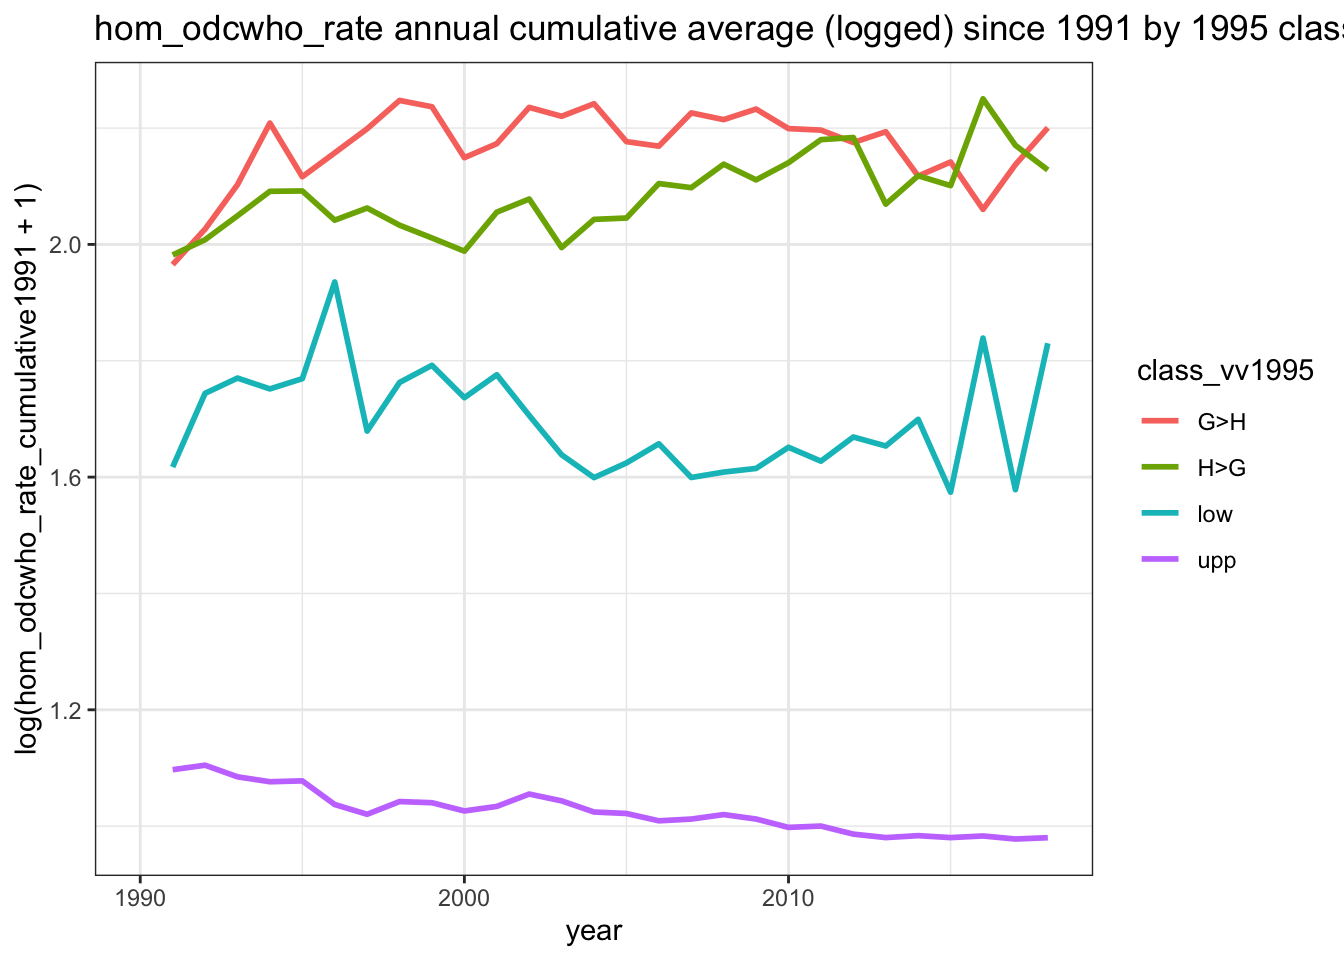 hom_odcwho_rate annual cumulative average (logged) since 1991 by 1995 clas
log(hom_odcwho_rate_cumulative1991 + 1)
2.0
1.6
1.2
1990
2000
2010
year
class_vv1995
G>H
H>G
low
upp